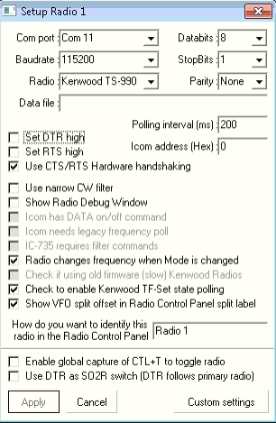 Setup Radio 1
Com port : Com 11 Databits : 8
Baudrate : 115200 StopBits : 1
Radio : Kenwood TS-990 Parity : None
Data file :
Polling interval (ms) : 200
Set DTR high
Icom address (Hex) : 0
Set RTS high
Use CTS/RTS Hardware handshaking
Use narrow CW filter
Show Radio Debug Window
Icom has DATA on/off command
Icom needs legacy frequency poll
IC-735 requires filter commands
Radio changes frequency when Mode is changed
Check if using old firmware (slow) Kenwood Radios
Check to enable Kenwood TF-Set state polling
Show VFO split offset in Radio Control Panel split label
How do you want to identify this
radio in the Radio Control Panel
Radio 1
Enable global capture of CTL+T to toggle radio
Use DTR as SO2R switch (DTR follows primary radio)
Apply Cancel Custom settings